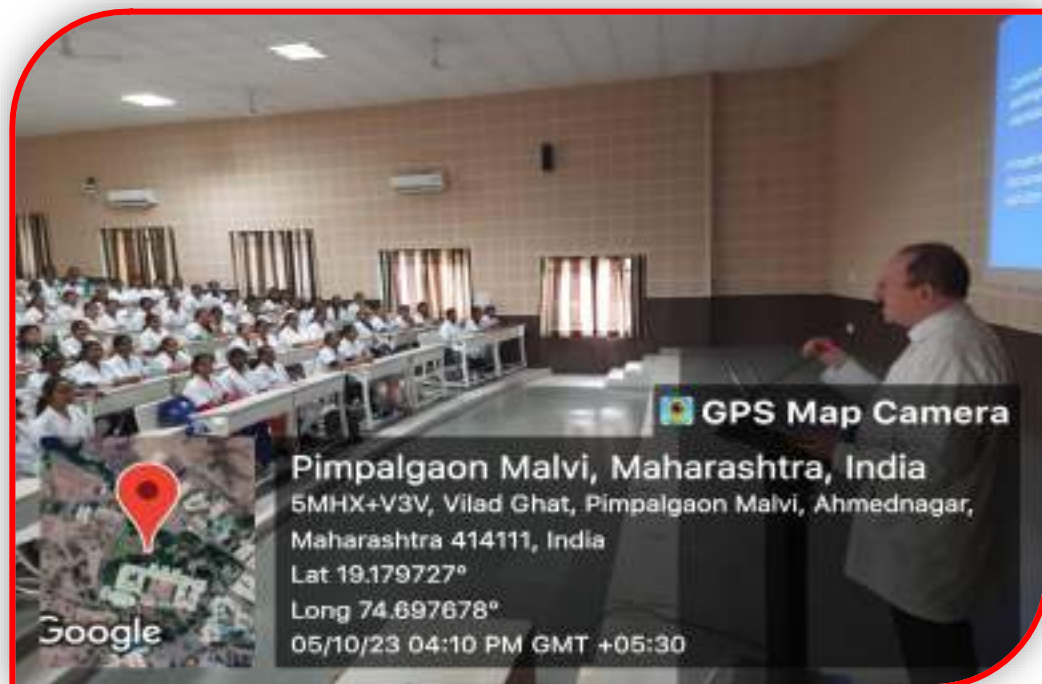 GPS Map Camera
Pimpalgaon Malvi, Maharashtra, India
5MHX+V3V, Vilad Ghat, Pimpalgaon Malvi, Ahmednagar,
Maharashtra 414111, India
Lat 19.179727°
Long 74.697678°
05/10/23 04:10 PM GMT +05:30
Google